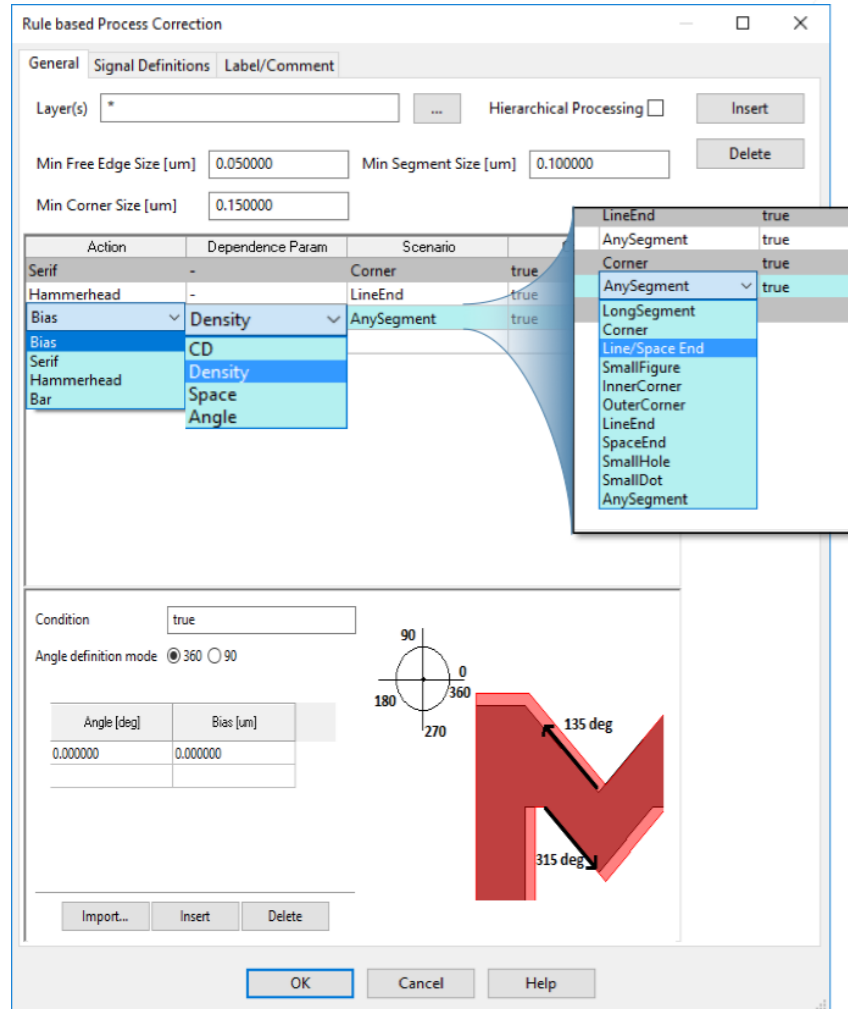 Rule based Process Correction
General Signal Definitions Label/Comment
Layer(s) * ... Hierarchical Processing Insert
Delete
Min Free Edge Size [um] 0.050000 Min Segment Size [um] 0.100000
Min Corner Size [um] 0.150000
Action Dependence Param Scenario
Serif - Corner true
Hammerhead - LineEnd true
Bias Density AnySegment true
Bias
Serif
Hammerhead
Bar
CD
Density
Space
Angle
LineEnd true
AnySegment true
Corner true
AnySegment true
LongSegment
Corner
Line/Space End
SmallFigure
InnerCorner
OuterCorner
LineEnd
SpaceEnd
SmallHole
SmallDot
AnySegment
Condition true
Angle definition mode 360 90
Angle [deg] Bias [um]
0.000000 0.000000
90
0
180 360
270
135 deg
315 deg
Import... Insert Delete
OK Cancel Help